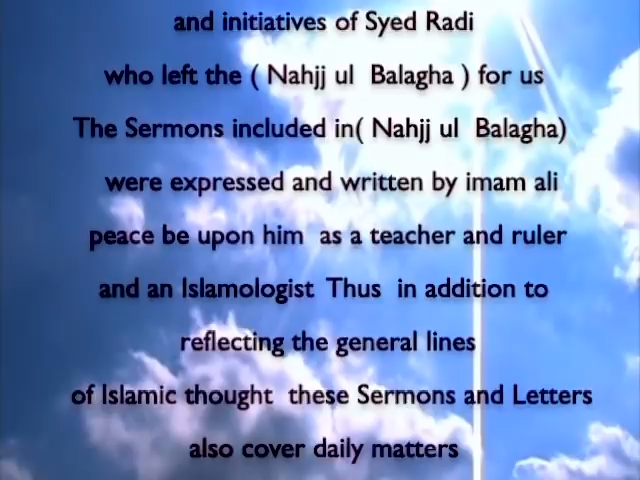 and initiatives of Syed Radi
who left the ( Nahjj ul Balagha ) for us
The Sermons included in( Nahjj ul Balagha)
were expressed and written by imam ali
peace be upon him as a teacher and ruler
and an Islamologist Thus in addition to
reflecting the general lines
of Islamic thought these Sermons and Letters
also cover daily matters